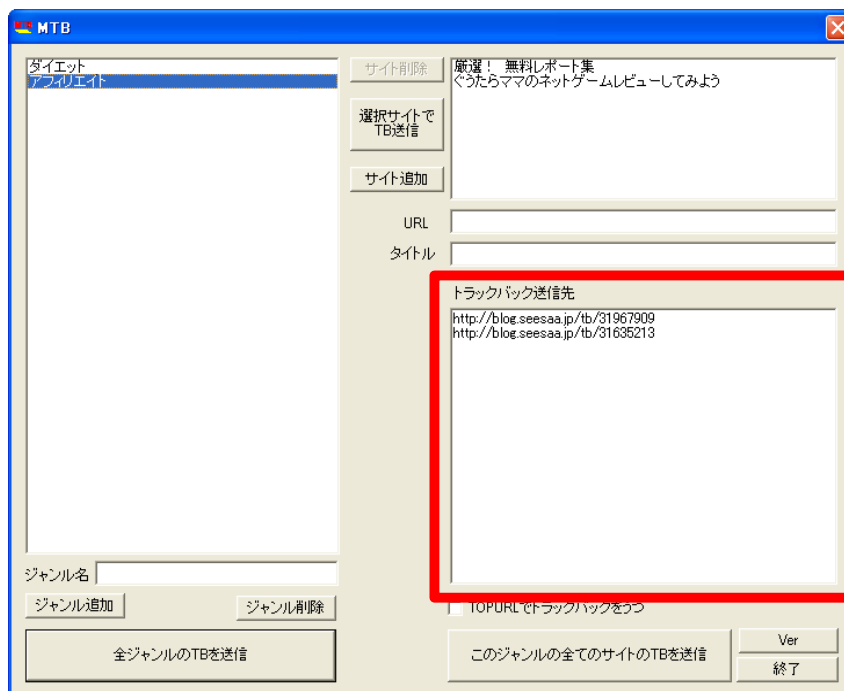 MTB
ダイエット
アフィリエイト
サイト削除
選択サイトで
TB送信
サイト追加
厳選! 無料レポート集
ぐうたらママのネットゲームレビューしてみよう
URL
タイトル
トラックバック送信先
http://blog.seesaa.jp/tb/31967909
http://blog.seesaa.jp/tb/31635213
ジャンル名
ジャンル追加
ジャンル削除
TOPURLでトラックバックをうつ
全ジャンルのTBを送信
このジャンルの全てのサイトのTBを送信
Ver
終了